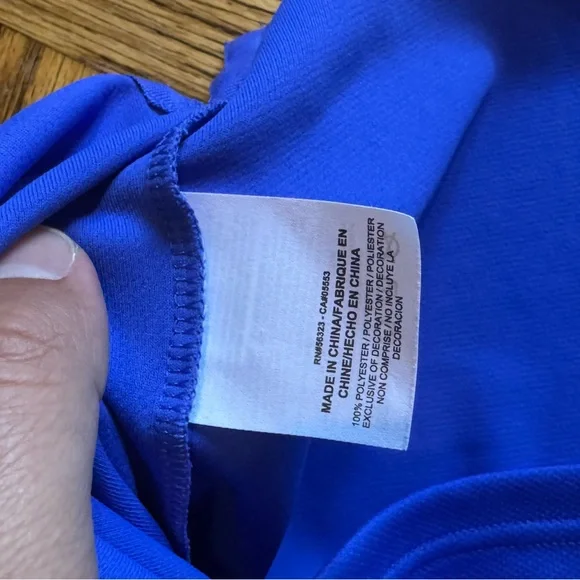 RN#56323 - CA#05553
MADE IN CHINA/FABRIQUE EN
CHINE/HECHO EN CHINA
100% POLYESTER / POLYESTER / POLIESTER
EXCLUSIVE OF DECORATION / DECORATION
NON COMPRISE / NO INCLUYE LA
DECORACION